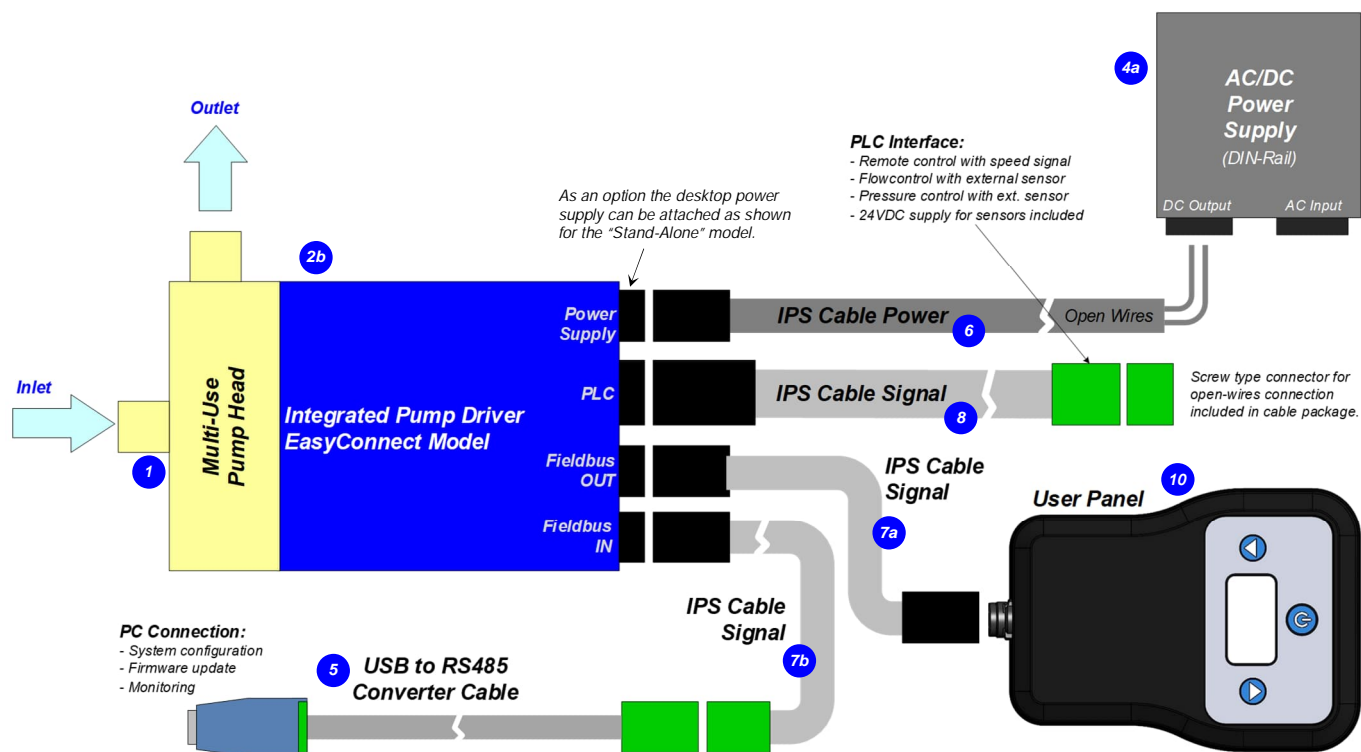 4a
AC/DC
Power
Supply
(DIN-Rail)
DC Output
AC Input
Outlet
PLC Interface:
- Remote control with speed signal
- Flowcontrol with external sensor
- Pressure control with ext. sensor
- 24VDC supply for sensors included
As an option the desktop power
supply can be attached as shown
for the “Stand-Alone” model.
2b
Power
Supply
IPS Cable Power
6
Open Wires
Inlet
1
Multi-Use
Pump Head
Integrated Pump Driver
EasyConnect Model
PLC
IPS Cable Signal
8
Screw type connector for
open-wires connection
included in cable package.
Fieldbus
OUT
IPS Cable
Signal
7a
Fieldbus
IN
User Panel
10
IPS Cable
Signal
7b
PC Connection:
- System configuration
- Firmware update
- Monitoring
5
USB to RS485
Converter Cable